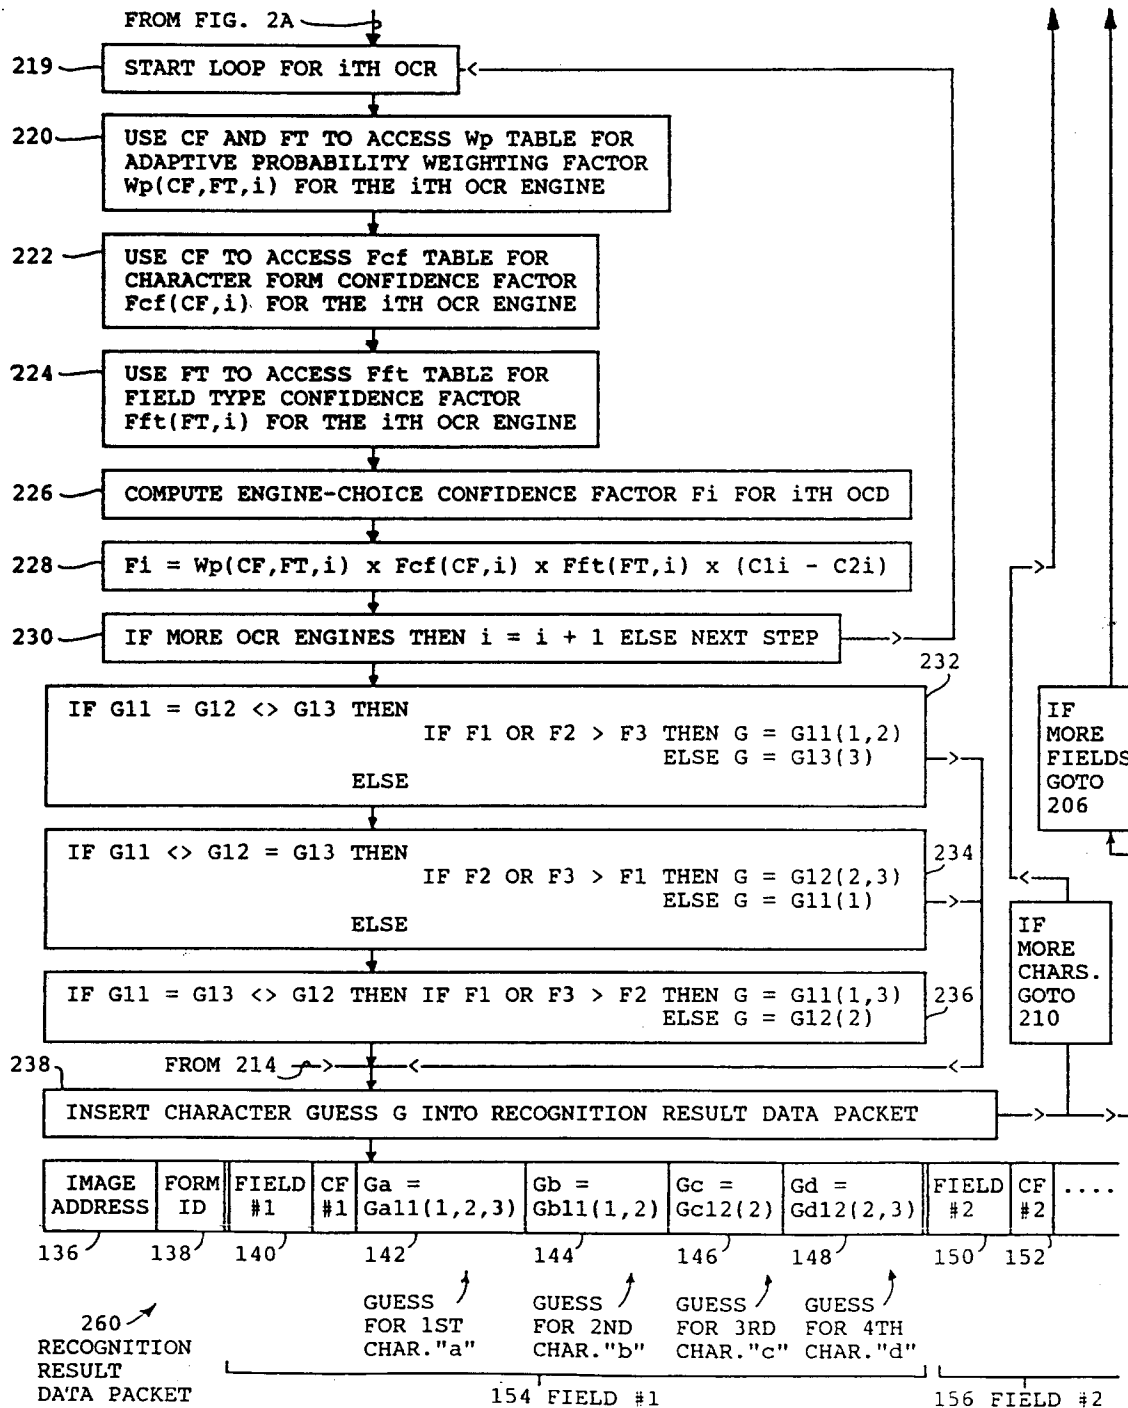 FROM FIG. 2A
219
START LOOP FOR iTH OCR
220
USE CF AND FT TO ACCESS Wp TABLE FOR
ADAPTIVE PROBABILITY WEIGHTING FACTOR
Wp(CF,FT,i) FOR THE iTH OCR ENGINE
222
USE CF TO ACCESS Fcf TABLE FOR
CHARACTER FORM CONFIDENCE FACTOR
Fcf(CF,i) FOR THE iTH OCR ENGINE
224
USE FT TO ACCESS Fft TABLE FOR
FIELD TYPE CONFIDENCE FACTOR
Fft(FT,i) FOR THE iTH OCR ENGINE
226
COMPUTE ENGINE-CHOICE CONFIDENCE FACTOR Fi FOR iTH OCD
228
Fi = Wp(CF,FT,i) x Fcf(CF,i) x Fft(FT,i) x (C1i - C2i)
230
IF MORE OCR ENGINES THEN i = i + 1 ELSE NEXT STEP
232
IF G11 = G12 <> G13 THEN
IF F1 OR F2 > F3 THEN G = G11(1,2)
ELSE G = G13(3)
ELSE
IF
MORE
FIELDS
GOTO
206
234
IF G11 <> G12 = G13 THEN
IF F2 OR F3 > F1 THEN G = G12(2,3)
ELSE G = G11(1)
ELSE
IF
MORE
CHARS.
GOTO
210
236
IF G11 = G13 <> G12 THEN IF F1 OR F3 > F2 THEN G = G11(1,3)
ELSE G = G12(2)
FROM 214
238
INSERT CHARACTER GUESS G INTO RECOGNITION RESULT DATA PACKET
IMAGE
ADDRESS
FORM
ID
FIELD
#1
CF
#1
Ga =
Ga11(1,2,3)
Gb =
Gb11(1,2)
Gc =
Gc12(2)
Gd =
Gd12(2,3)
FIELD
#2
CF
#2
....
136
138
140
142
144
146
148
150
152
GUESS
FOR 1ST
CHAR."a"
GUESS
FOR 2ND
CHAR."b"
GUESS
FOR 3RD
CHAR."c"
GUESS
FOR 4TH
CHAR."d"
260
RECOGNITION
RESULT
DATA PACKET
154 FIELD #1
156 FIELD #2